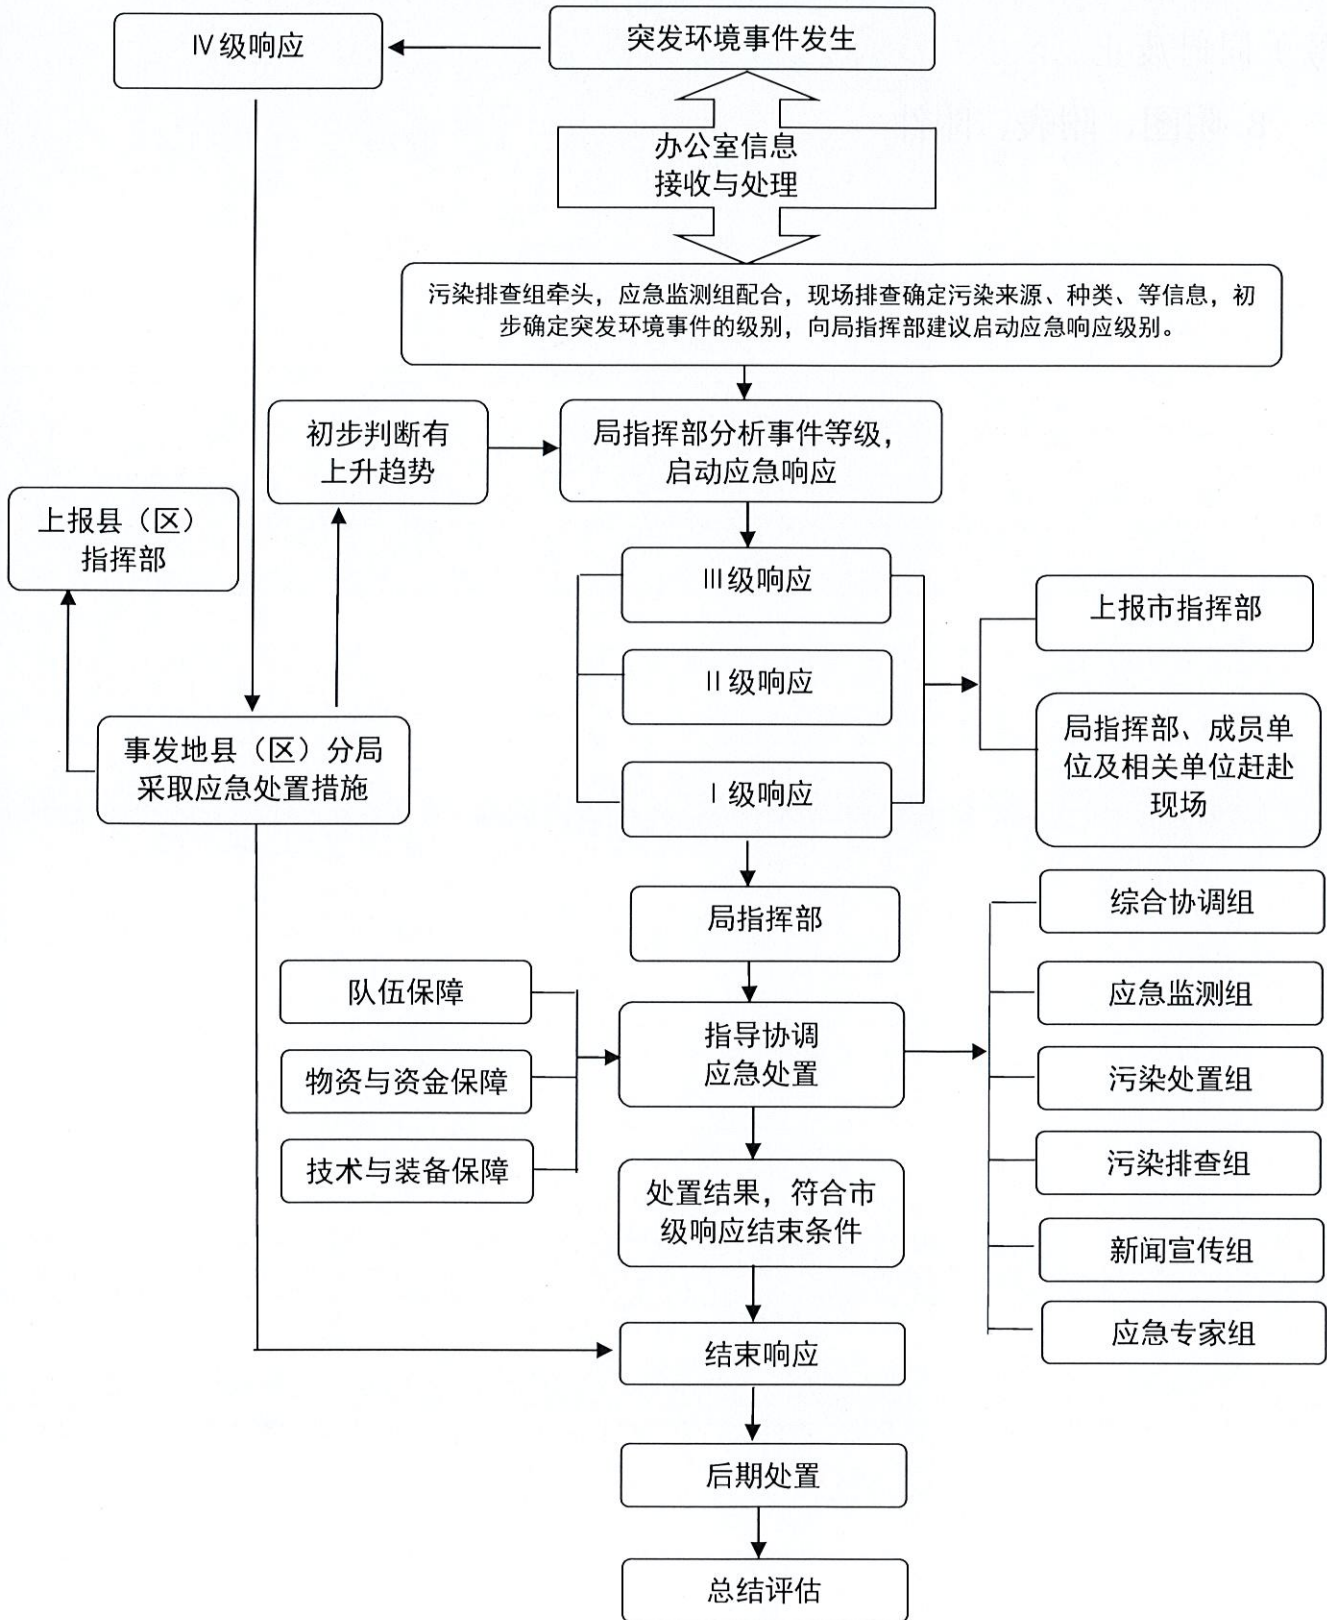 突发环境事件发生
Ⅳ级响应
办公室信息
接收与处理
污染排查组牵头，应急监测组配合，现场排查确定污染来源、种类、等信息，初
步确定突发环境事件的级别，向局指挥部建议启动应急响应级别。
初步判断有
上升趋势
局指挥部分析事件等级，
启动应急响应
上报县（区）
指挥部
Ⅲ级响应
上报市指挥部
Ⅱ级响应
事发地县（区）分局
采取应急处置措施
局指挥部、成员单
位及相关单位赶赴
现场
Ⅰ级响应
局指挥部
综合协调组
队伍保障
应急监测组
指导协调
应急处置
物资与资金保障
污染处置组
技术与装备保障
污染排查组
处置结果，符合市
级响应结束条件
新闻宣传组
应急专家组
结束响应
后期处置
总结评估